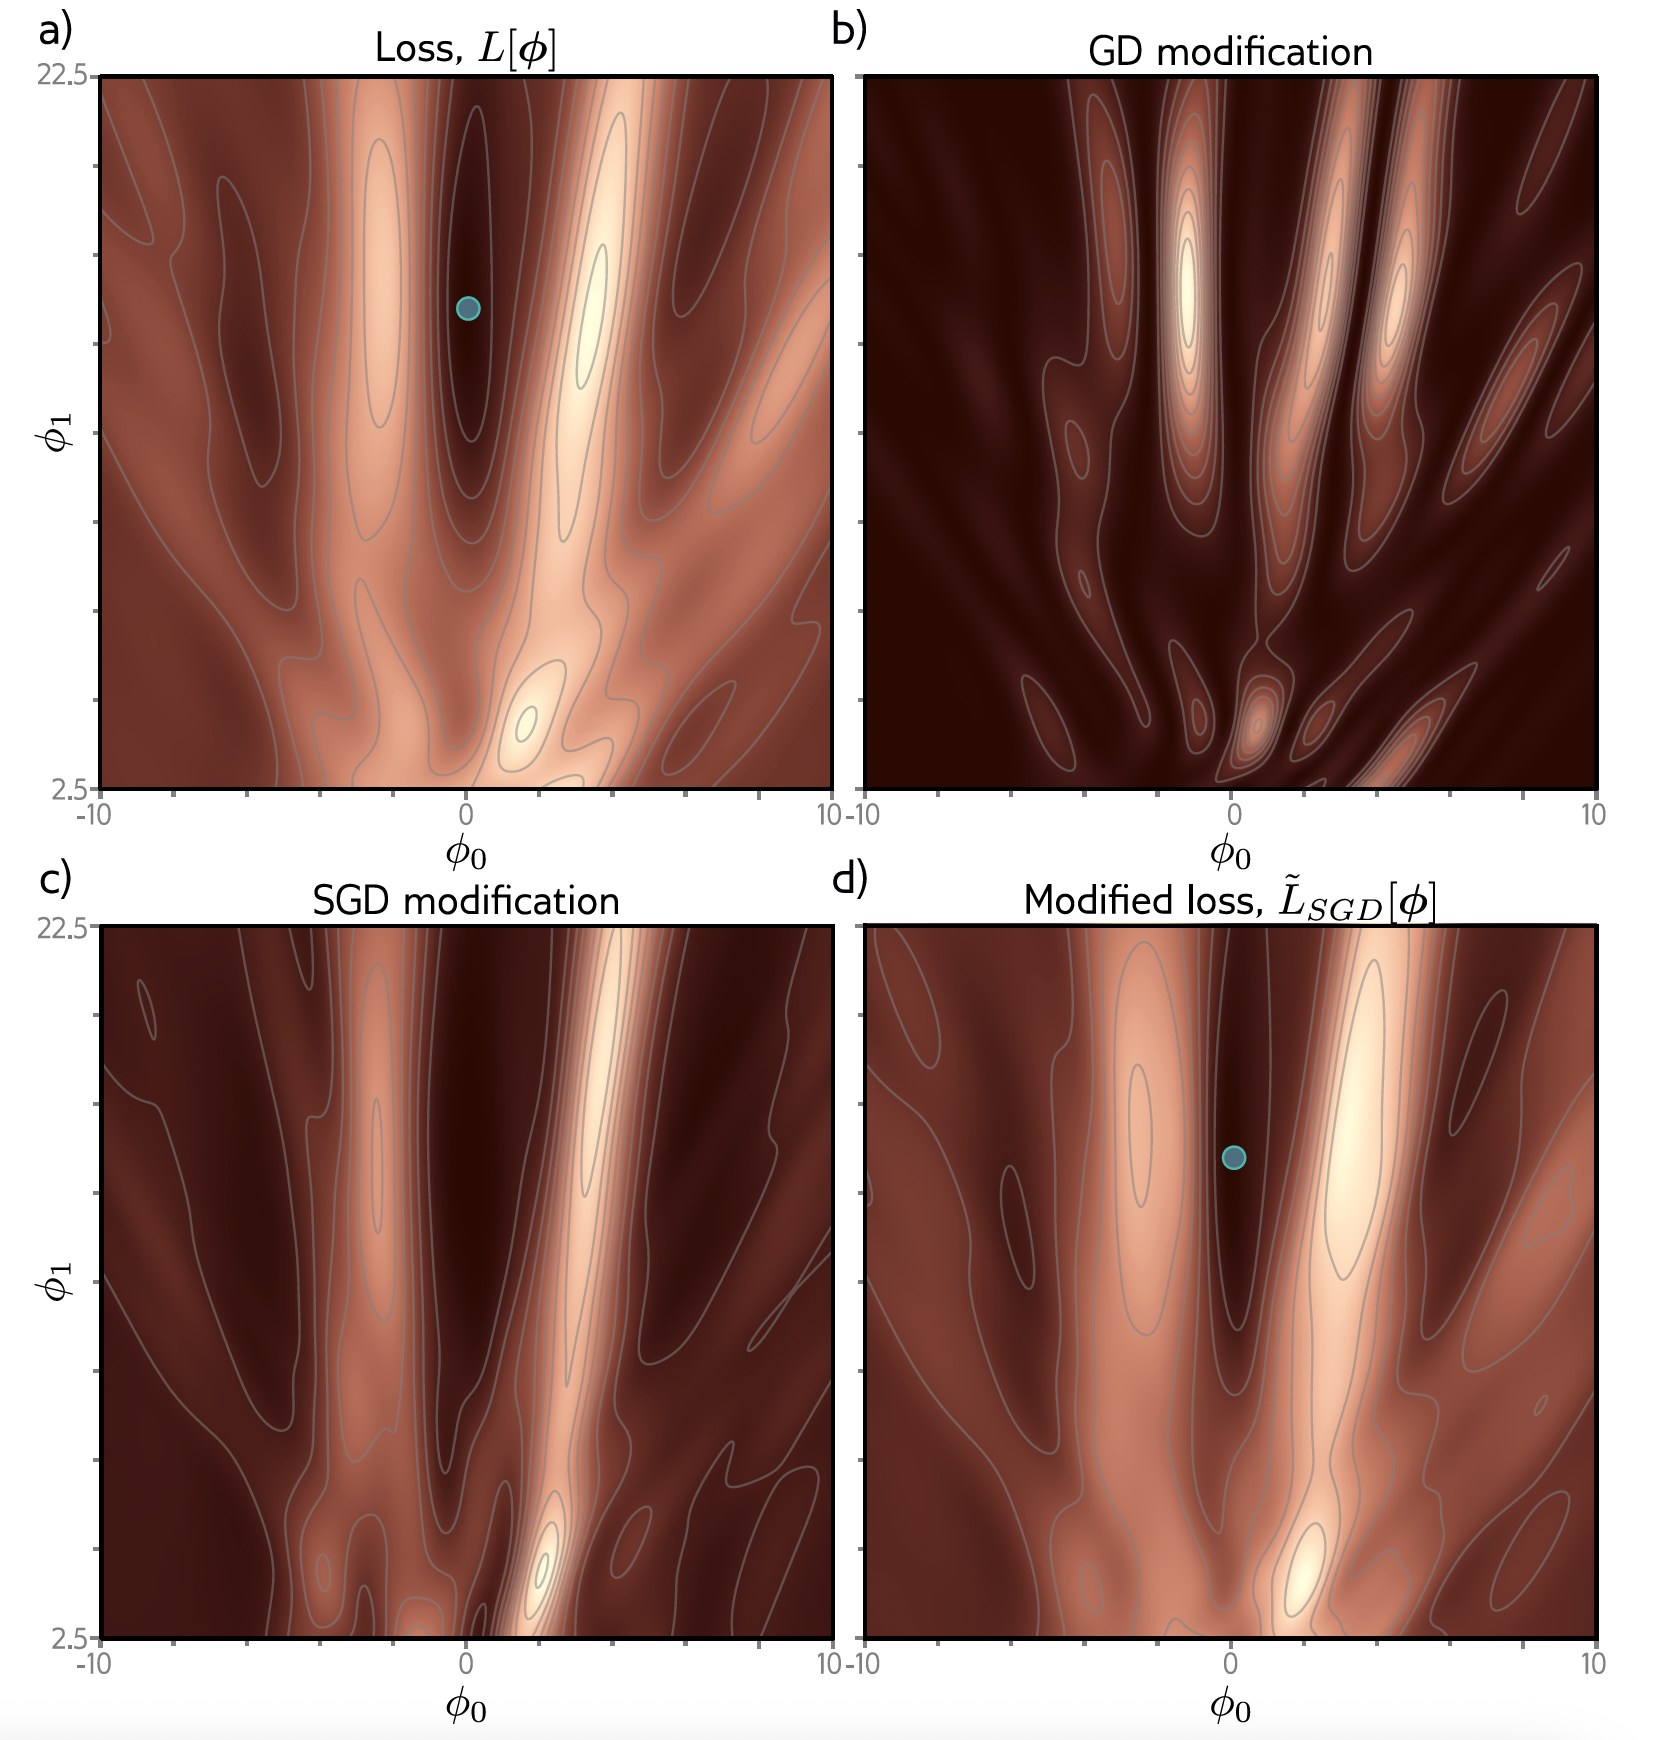 a)
Loss, L[ϕ]
b)
GD modification
22.5
ϕ₁
2.5
-10
0
10
-10
0
10
ϕ₀
ϕ₀
c)
SGD modification
d)
Modified loss, L̃_SGD[ϕ]
22.5
ϕ₁
2.5
-10
0
10
-10
0
10
ϕ₀
ϕ₀